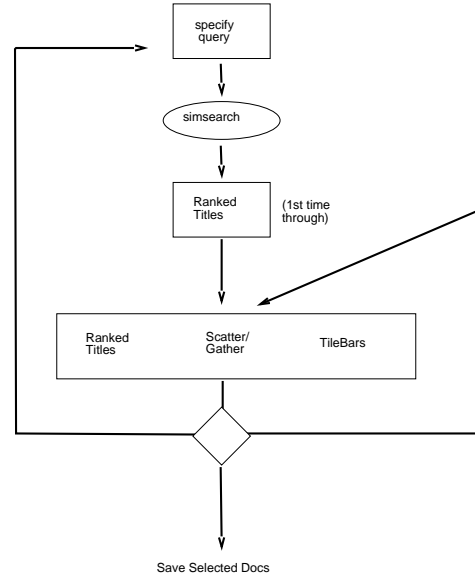 specify
query
simsearch
Ranked
Titles
(1st time
through)
Ranked
Titles
Scatter/
Gather
TileBars
Save Selected Docs